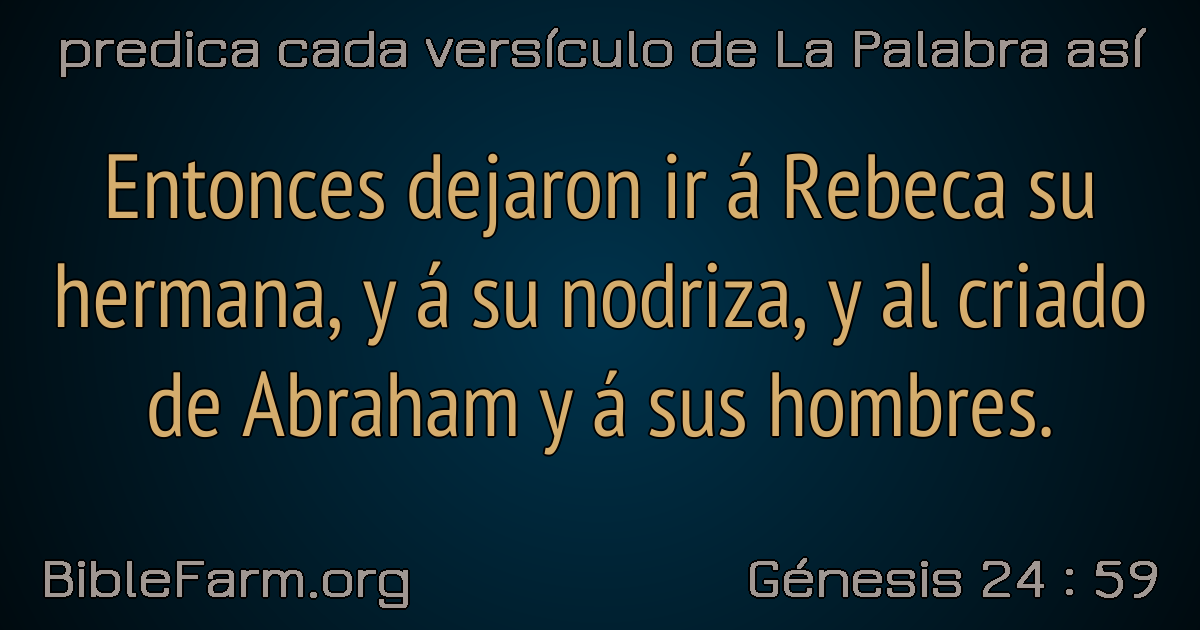 predica cada versículo de La Palabra así
Entonces dejaron ir á Rebeca su
hermana, y á su nodriza, y al criado
de Abraham y á sus hombres.
BibleFarm.org
Génesis 24 : 59